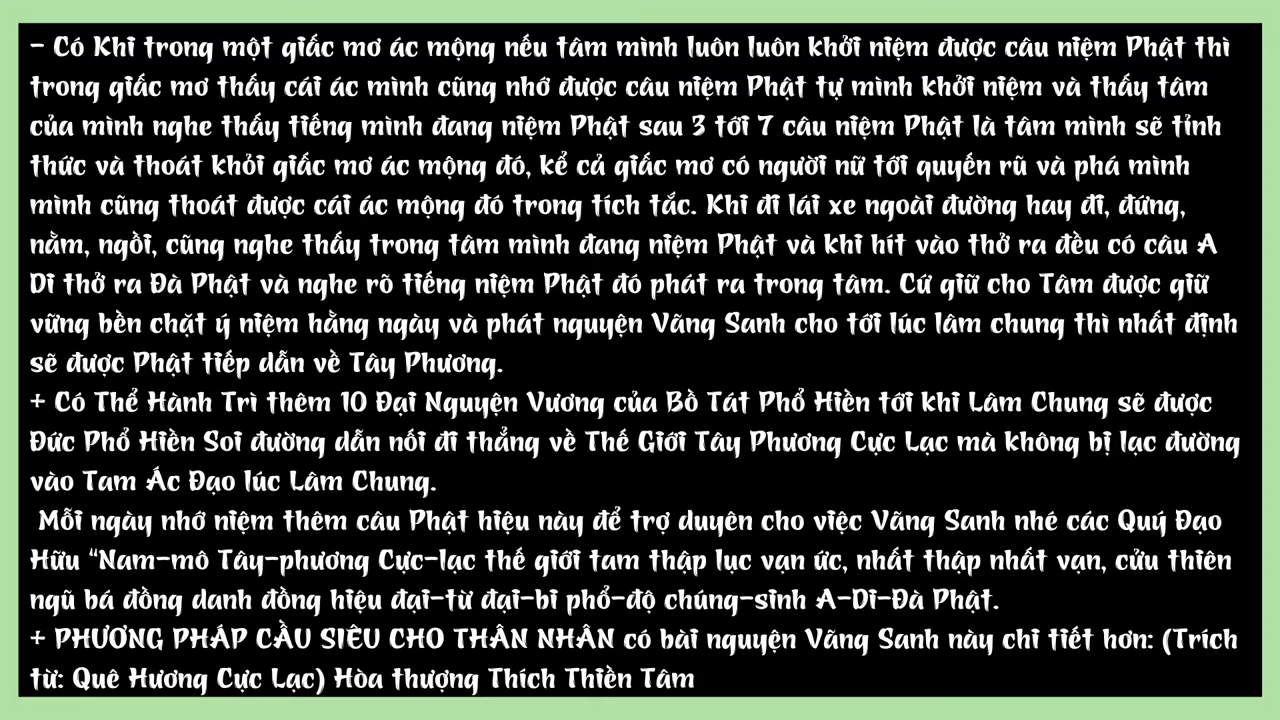 - Có Khi trong một giấc mơ ác mộng nếu tâm mình luôn luôn khởi niệm được câu niệm Phật thì
trong giấc mơ thấy cái ác mình cũng nhớ được câu niệm Phật tự mình khởi niệm và thấy tâm
của mình nghe thấy tiếng mình đang niệm Phật sau 3 tới 7 câu niệm Phật là tâm mình sẽ tỉnh
thức và thoát khỏi giấc mơ ác mộng đó, kể cả giấc mơ có người nữ tới quyến rũ và phá mình
mình cũng thoát được cái ác mộng đó trong tích tắc. Khi đi lái xe ngoài đường hay đi, đứng,
nằm, ngồi, cũng nghe thấy trong tâm mình đang niệm Phật và khi hít vào thở ra đều có câu A
Di thở ra Đà Phật và nghe rõ tiếng niệm Phật đó phát ra trong tâm. Cứ giữ cho Tâm được giữ
vững bền chặt ý niệm hằng ngày và phát nguyện Vãng Sanh cho tới lúc lâm chung thì nhất định
sẽ được Phật tiếp dẫn về Tây Phương.
+ Có Thể Hành Trì thêm 10 Đại Nguyện Vương của Bồ Tát Phổ Hiền tới khi Lâm Chung sẽ được
Đức Phổ Hiền Soi đường dẫn nối đi thẳng về Thế Giới Tây Phương Cực Lạc mà không bị lạc đường
vào Tam Ác Đạo lúc Lâm Chung.
Mỗi ngày nhớ niệm thêm câu Phật hiệu này để trợ duyên cho việc Vãng Sanh nhé các Quý Đạo
Hữu “Nam-mô Tây-phương Cực-lạc thế giới tam thập lục vạn ức, nhất thập nhất vạn, cửu thiên
ngũ bá đồng danh đồng hiệu đại-từ đại-bi phổ-độ chúng-sinh A-Di-Đà Phật.
+ PHƯƠNG PHÁP CẦU SIÊU CHO THÂN NHÂN có bài nguyện Vãng Sanh này chi tiết hơn: (Trích
từ: Quê Hương Cực Lạc) Hòa thượng Thích Thiền Tâm